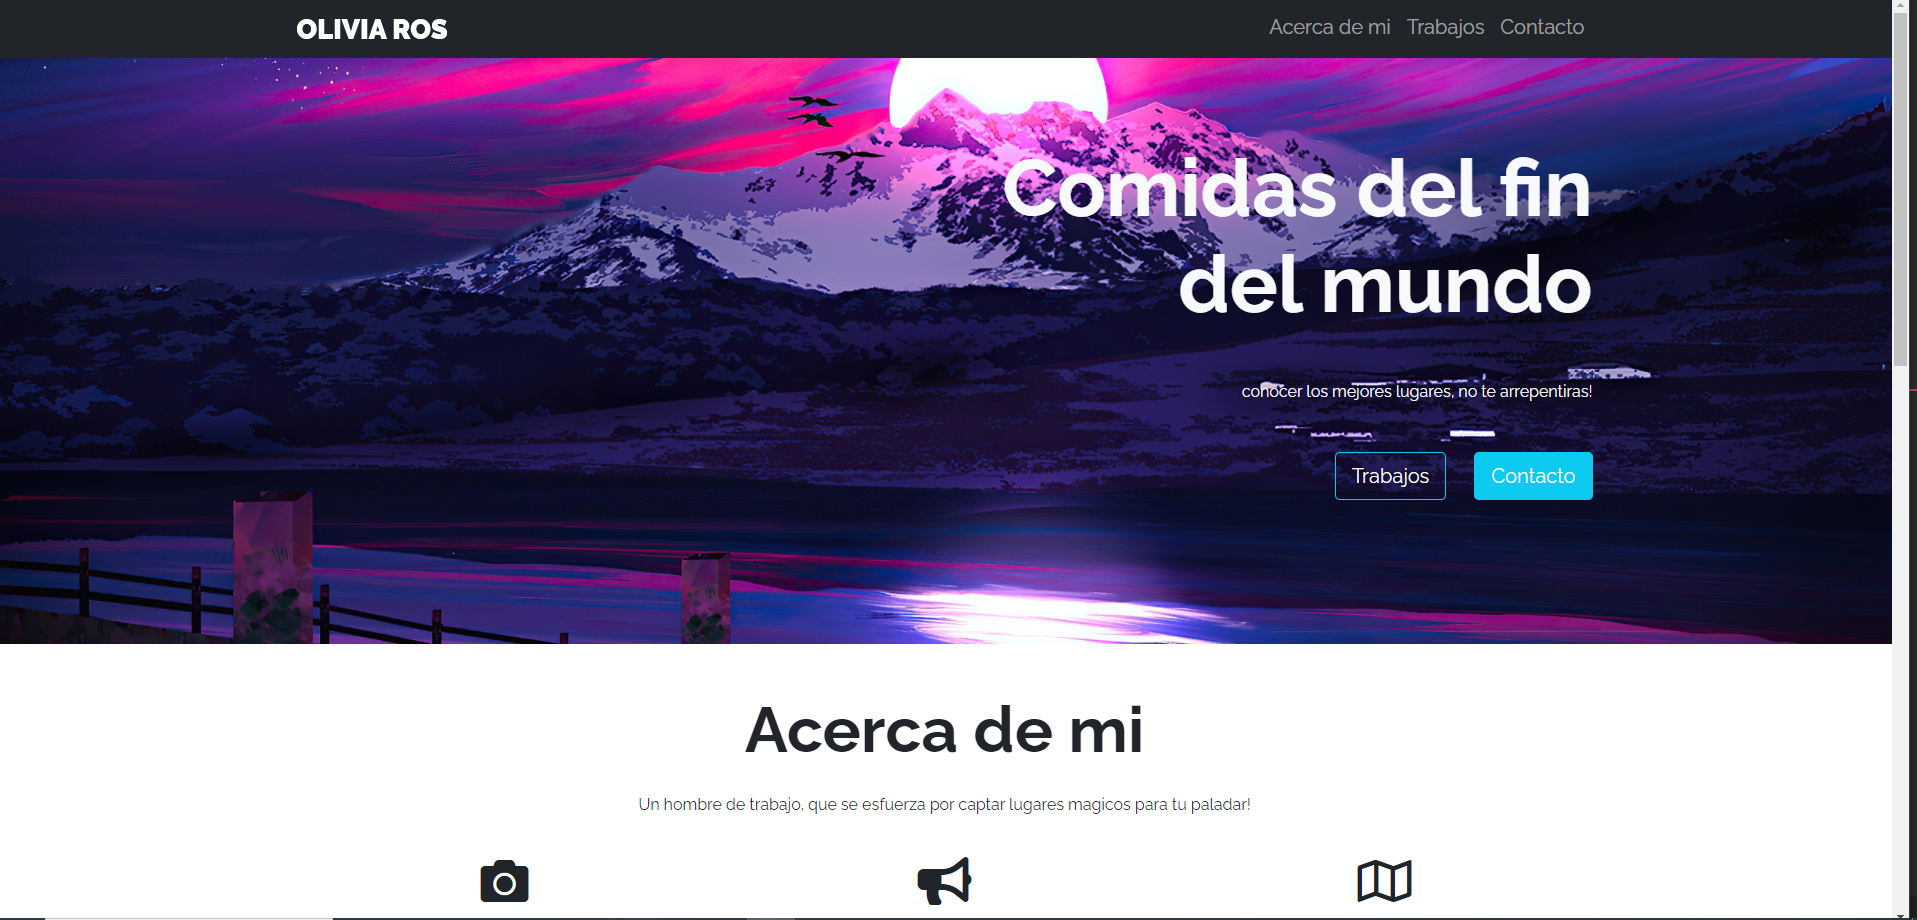 OLIVIA ROS
Acerca de mi Trabajos Contacto
Comidas del fin
del mundo
conocer los mejores lugares, no te arrepentiras!
Trabajos Contacto
Acerca de mi
Un hombre de trabajo, que se esfuerza por captar lugares magicos para tu paladar!